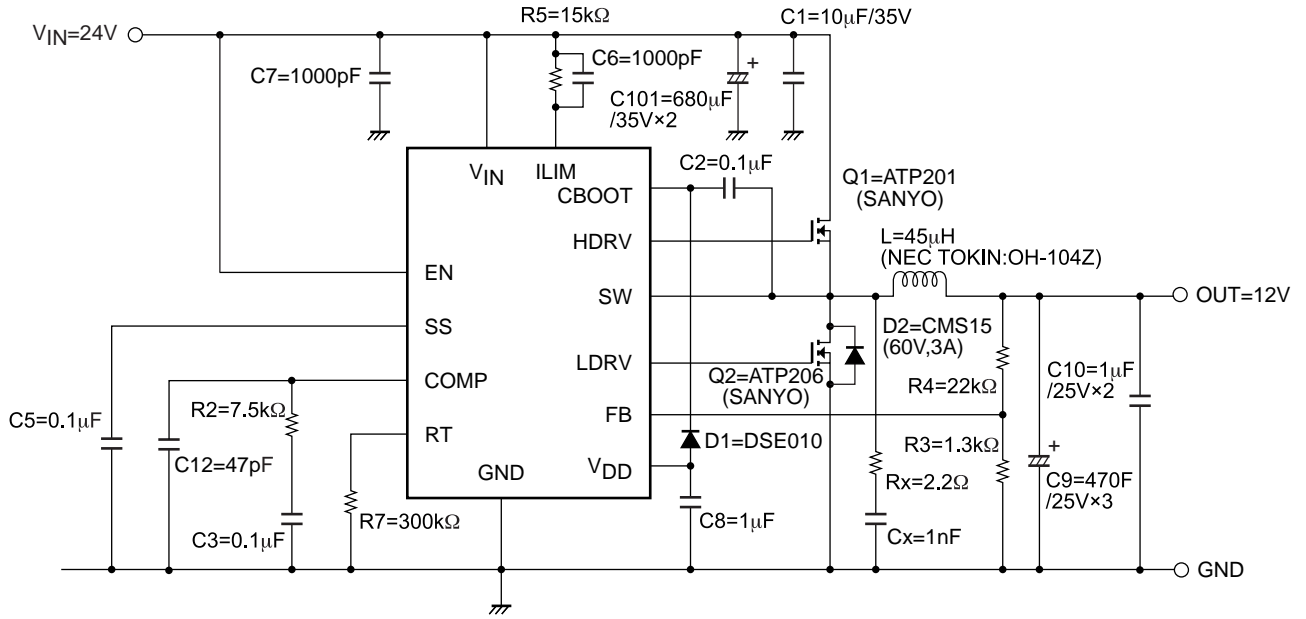 R5=15kΩ
C1=10μF/35V
VIN=24V
C6=1000pF
C7=1000pF
C101=680μF
/35V×2
VIN
ILIM
C2=0.1μF
CBOOT
Q1=ATP201
(SANYO)
HDRV
L=45μH
(NEC TOKIN:OH-104Z)
EN
SW
OUT=12V
SS
D2=CMS15
(60V,3A)
LDRV
Q2=ATP206
(SANYO)
COMP
R4=22kΩ
C10=1μF
/25V×2
C5=0.1μF
R2=7.5kΩ
FB
RT
D1=DSE010
R3=1.3kΩ
C12=47pF
GND
VDD
Rx=2.2Ω
C9=470F
/25V×3
R7=300kΩ
C8=1μF
C3=0.1μF
Cx=1nF
GND